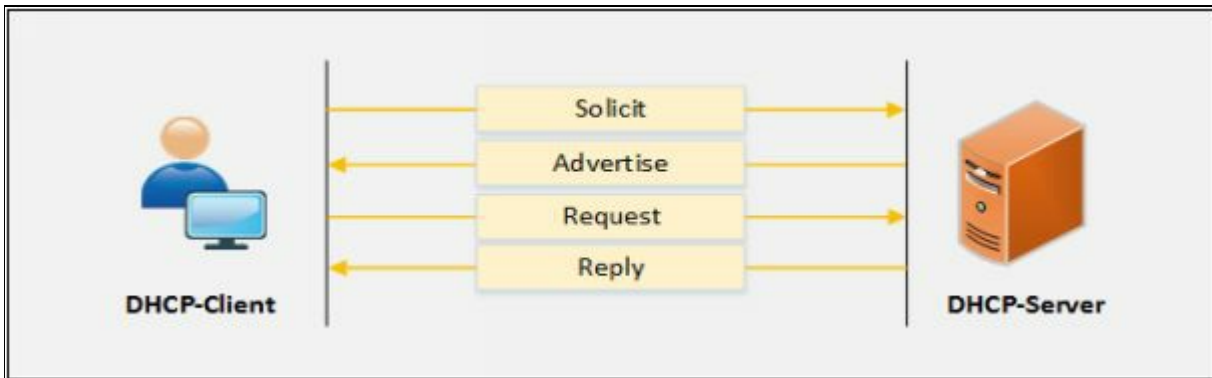 Solicit
Advertise
Request
Reply
DHCP-Client
DHCP-Server